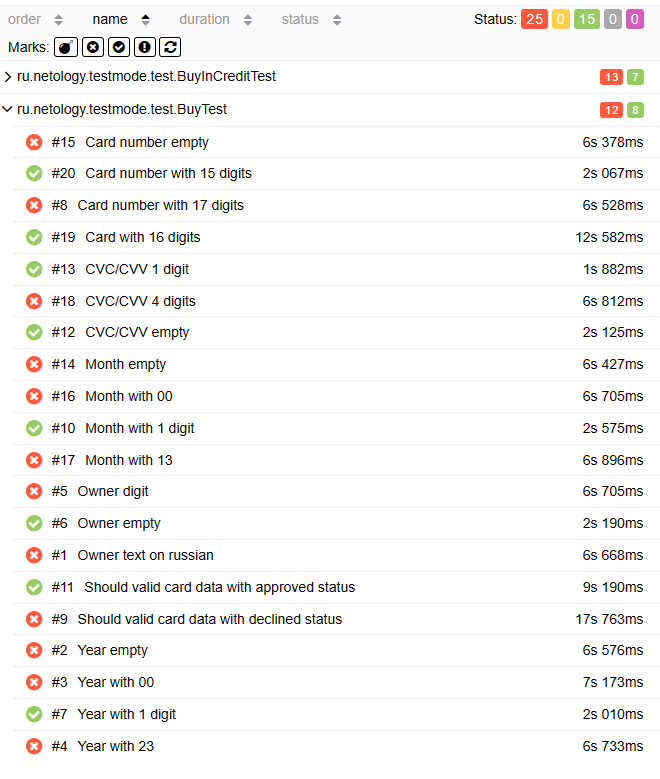 order name duration status Status: 25 0 15 0 0
Marks:
ru.netology.testmode.test.BuyInCreditTest 13 7
ru.netology.testmode.test.BuyTest 12 8
#15 Card number empty 6s 378ms
#20 Card number with 15 digits 2s 067ms
#8 Card number with 17 digits 6s 528ms
#19 Card with 16 digits 12s 582ms
#13 CVC/CVV 1 digit 1s 882ms
#18 CVC/CVV 4 digits 6s 812ms
#12 CVC/CVV empty 2s 125ms
#14 Month empty 6s 427ms
#16 Month with 00 6s 705ms
#10 Month with 1 digit 2s 575ms
#17 Month with 13 6s 896ms
#5 Owner digit 6s 705ms
#6 Owner empty 2s 190ms
#1 Owner text on russian 6s 668ms
#11 Should valid card data with approved status 9s 190ms
#9 Should valid card data with declined status 17s 763ms
#2 Year empty 6s 576ms
#3 Year with 00 7s 173ms
#7 Year with 1 digit 2s 010ms
#4 Year with 23 6s 733ms